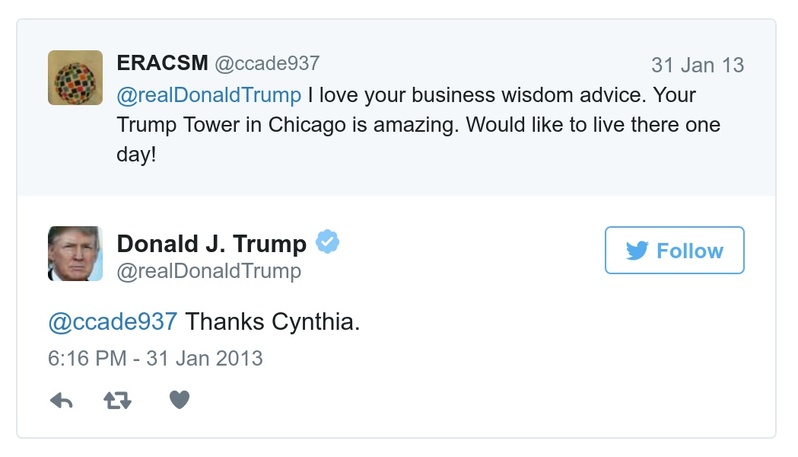 ERACSM @ccade937 31 Jan 13
@realDonaldTrump I love your business wisdom advice. Your
Trump Tower in Chicago is amazing. Would like to live there one
day!
Donald J. Trump
@realDonaldTrump
Follow
@ccade937 Thanks Cynthia.
6:16 PM - 31 Jan 2013